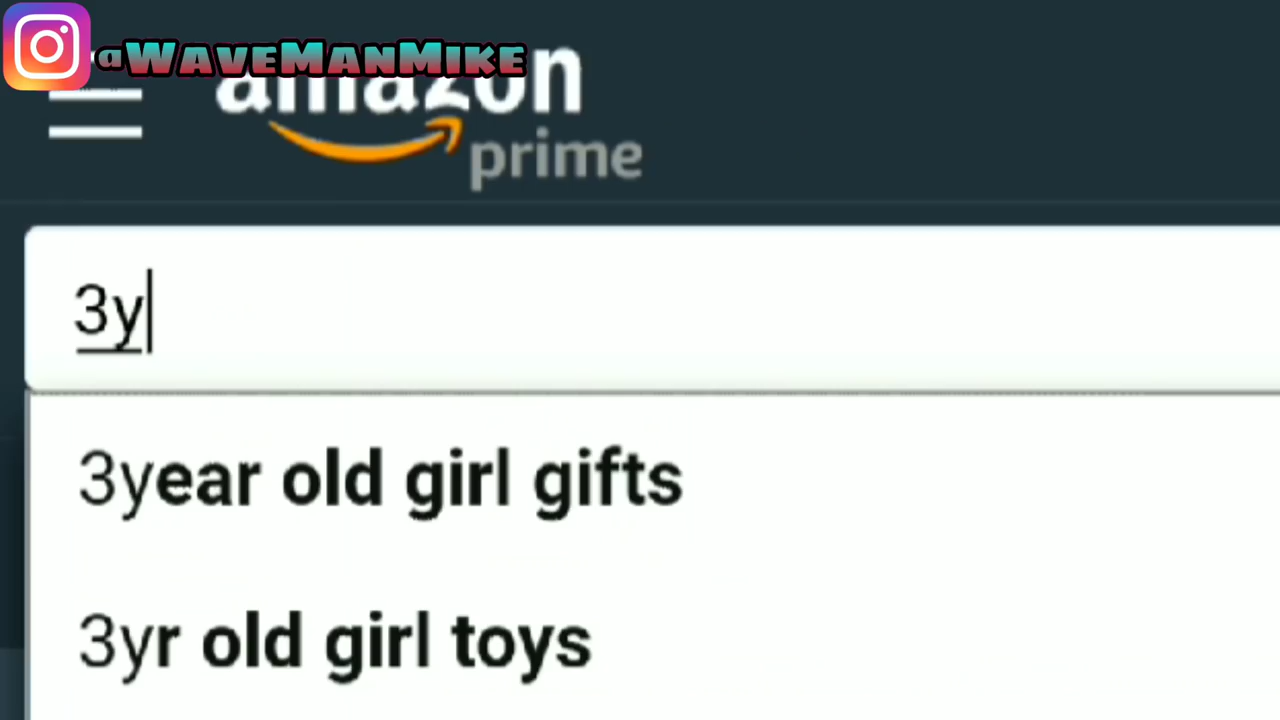 @WaveManMike
amazon
prime
3y
3year old girl gifts
3yr old girl toys